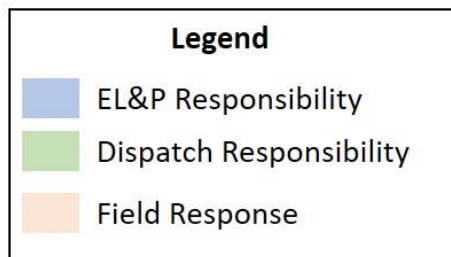 Legend
EL&P Responsibility
Dispatch Responsibility
Field Response